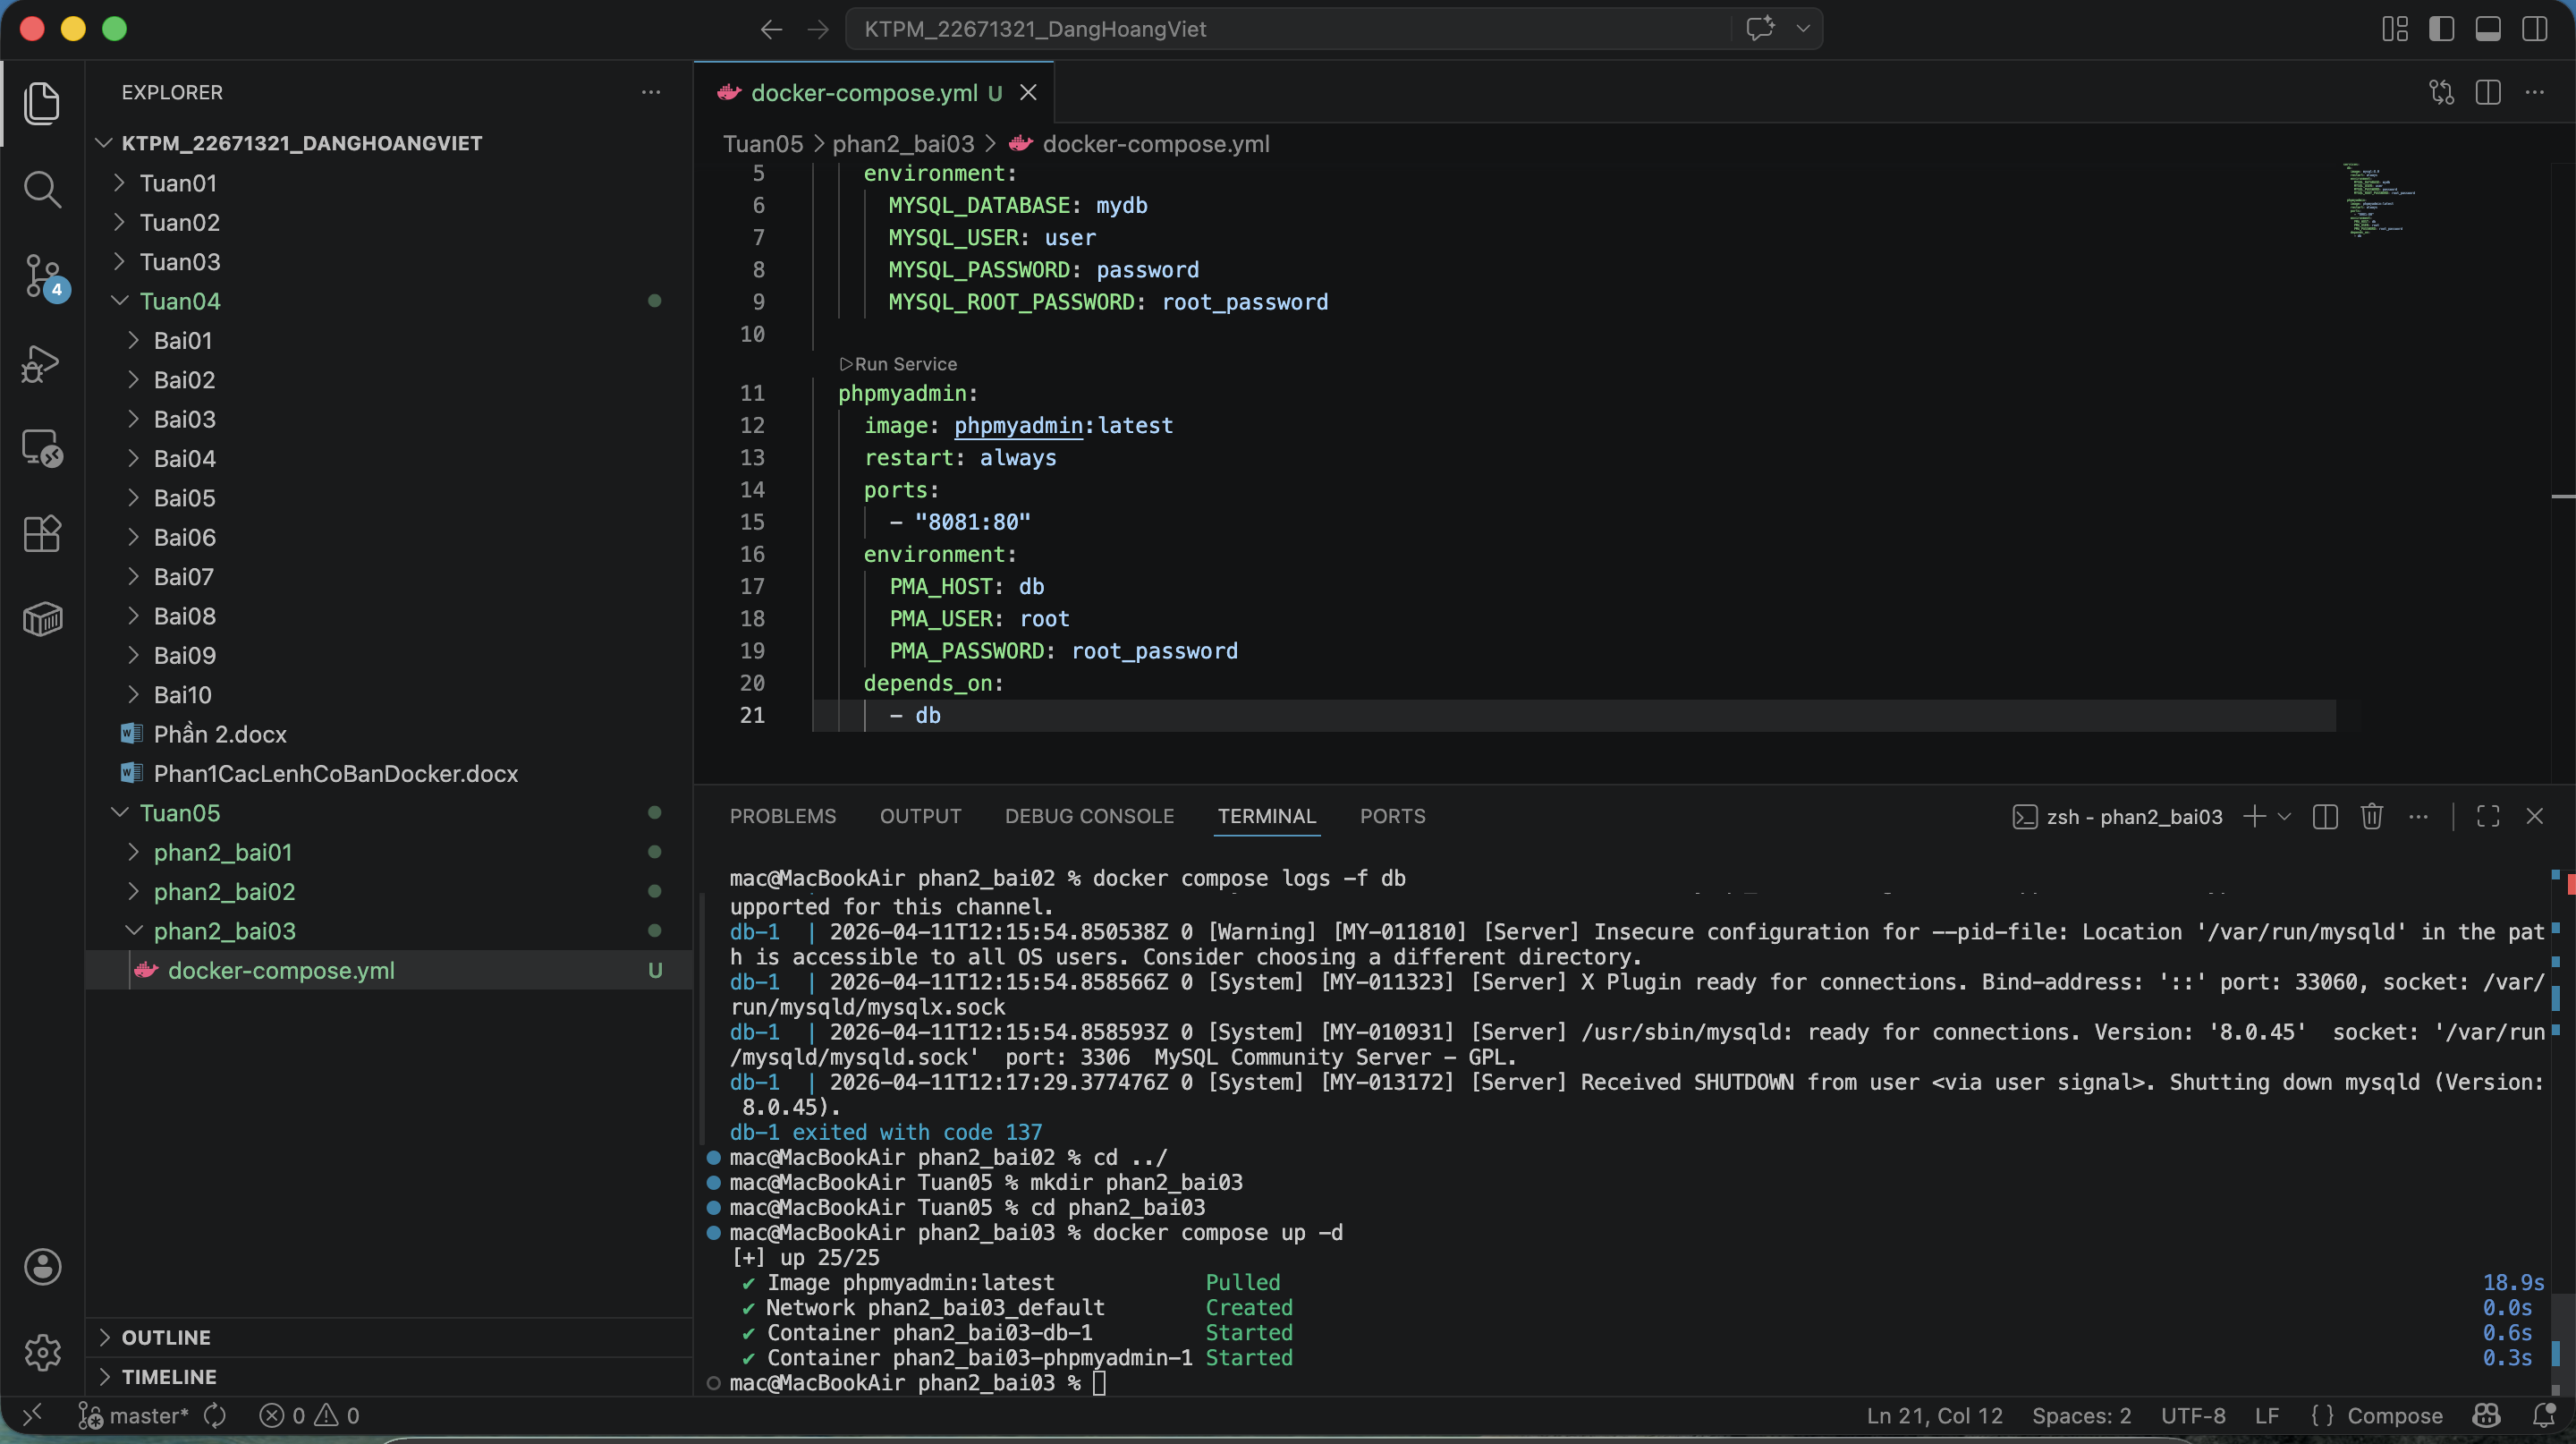 KTPM_22671321_DangHoangViet
EXPLORER
KTPM_22671321_DANGHOANGVIET
Tuan01
Tuan02
Tuan03
Tuan04
Bai01
Bai02
Bai03
Bai04
Bai05
Bai06
Bai07
Bai08
Bai09
Bai10
Phần 2.docx
Phan1CacLenhCoBanDocker.docx
Tuan05
phan2_bai01
phan2_bai02
phan2_bai03
docker-compose.yml U
OUTLINE
TIMELINE
4
docker-compose.yml U
Tuan05 > phan2_bai03 > docker-compose.yml
5 environment:
6 MYSQL_DATABASE: mydb
7 MYSQL_USER: user
8 MYSQL_PASSWORD: password
9 MYSQL_ROOT_PASSWORD: root_password
10
Run Service
11 phpmyadmin:
12 image: phpmyadmin:latest
13 restart: always
14 ports:
15 - "8081:80"
16 environment:
17 PMA_HOST: db
18 PMA_USER: root
19 PMA_PASSWORD: root_password
20 depends_on:
21 - db
PROBLEMS OUTPUT DEBUG CONSOLE TERMINAL PORTS
zsh - phan2_bai03
mac@MacBookAir phan2_bai02 % docker compose logs -f db
upported for this channel.
db-1 | 2026-04-11T12:15:54.850538Z 0 [Warning] [MY-011810] [Server] Insecure configuration for --pid-file: Location '/var/run/mysqld' in the pat
h is accessible to all OS users. Consider choosing a different directory.
db-1 | 2026-04-11T12:15:54.858566Z 0 [System] [MY-011323] [Server] X Plugin ready for connections. Bind-address: '::' port: 33060, socket: /var/
run/mysqld/mysqlx.sock
db-1 | 2026-04-11T12:15:54.858593Z 0 [System] [MY-010931] [Server] /usr/sbin/mysqld: ready for connections. Version: '8.0.45' socket: '/var/run
/mysqld/mysqld.sock' port: 3306 MySQL Community Server - GPL.
db-1 | 2026-04-11T12:17:29.377476Z 0 [System] [MY-013172] [Server] Received SHUTDOWN from user <via user signal>. Shutting down mysqld (Version:
8.0.45).
db-1 exited with code 137
mac@MacBookAir phan2_bai02 % cd ../
mac@MacBookAir Tuan05 % mkdir phan2_bai03
mac@MacBookAir Tuan05 % cd phan2_bai03
mac@MacBookAir phan2_bai03 % docker compose up -d
[+] up 25/25
✔ Image phpmyadmin:latest Pulled 18.9s
✔ Network phan2_bai03_default Created 0.0s
✔ Container phan2_bai03-db-1 Started 0.6s
✔ Container phan2_bai03-phpmyadmin-1 Started 0.3s
mac@MacBookAir phan2_bai03 %
master* 0 0 Ln 21, Col 12 Spaces: 2 UTF-8 LF {} Compose